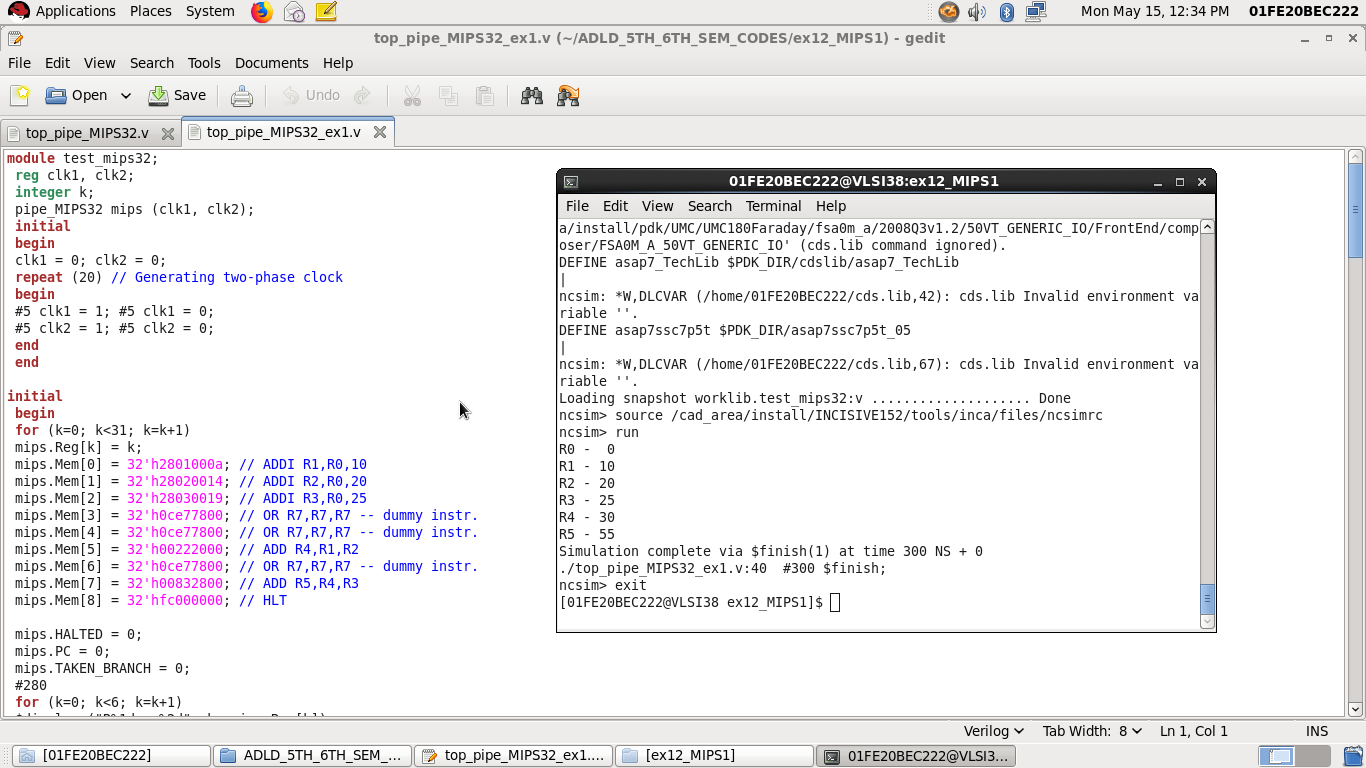 Applications Places System Mon May 15, 12:34 PM 01FE20BEC222
top_pipe_MIPS32_ex1.v (~/ADLD_5TH_6TH_SEM_CODES/ex12_MIPS1) - gedit
File Edit View Search Tools Documents Help
Open Save Undo
top_pipe_MIPS32.v top_pipe_MIPS32_ex1.v
module test_mips32;
reg clk1, clk2;
integer k;
pipe_MIPS32 mips (clk1, clk2);
initial
begin
clk1 = 0; clk2 = 0;
repeat (20) // Generating two-phase clock
begin
#5 clk1 = 1; #5 clk1 = 0;
#5 clk2 = 1; #5 clk2 = 0;
end
end
initial
begin
for (k=0; k<31; k=k+1)
mips.Reg[k] = k;
mips.Mem[0] = 32'h2801000a; // ADDI R1,R0,10
mips.Mem[1] = 32'h28020014; // ADDI R2,R0,20
mips.Mem[2] = 32'h28030019; // ADDI R3,R0,25
mips.Mem[3] = 32'h0ce77800; // OR R7,R7,R7 -- dummy instr.
mips.Mem[4] = 32'h0ce77800; // OR R7,R7,R7 -- dummy instr.
mips.Mem[5] = 32'h00222000; // ADD R4,R1,R2
mips.Mem[6] = 32'h0ce77800; // OR R7,R7,R7 -- dummy instr.
mips.Mem[7] = 32'h00832800; // ADD R5,R4,R3
mips.Mem[8] = 32'hfc000000; // HLT
mips.HALTED = 0;
mips.PC = 0;
mips.TAKEN_BRANCH = 0;
#280
for (k=0; k<6; k=k+1)
01FE20BEC222@VLSI38:ex12_MIPS1
File Edit View Search Terminal Help
a/install/pdk/UMC/UMC180Faraday/fsa0m_a/2008Q3v1.2/50VT_GENERIC_IO/FrontEnd/comp
oser/FSA0M_A_50VT_GENERIC_IO' (cds.lib command ignored).
DEFINE asap7_TechLib $PDK_DIR/cdslib/asap7_TechLib
|
ncsim: *W,DLCVAR (/home/01FE20BEC222/cds.lib,42): cds.lib Invalid environment va
riable ''.
DEFINE asap7ssc7p5t $PDK_DIR/asap7ssc7p5t_05
|
ncsim: *W,DLCVAR (/home/01FE20BEC222/cds.lib,67): cds.lib Invalid environment va
riable ''.
Loading snapshot worklib.test_mips32:v .................... Done
ncsim> source /cad_area/install/INCISIVE152/tools/inca/files/ncsimrc
ncsim> run
R0 -  0
R1 - 10
R2 - 20
R3 - 25
R4 - 30
R5 - 55
Simulation complete via $finish(1) at time 300 NS + 0
./top_pipe_MIPS32_ex1.v:40  #300 $finish;
ncsim> exit
[01FE20BEC222@VLSI38 ex12_MIPS1]$
Verilog Tab Width: 8 Ln 1, Col 1 INS
[01FE20BEC222] ADLD_5TH_6TH_SEM_... top_pipe_MIPS32_ex1.... [ex12_MIPS1] 01FE20BEC222@VLSI3...